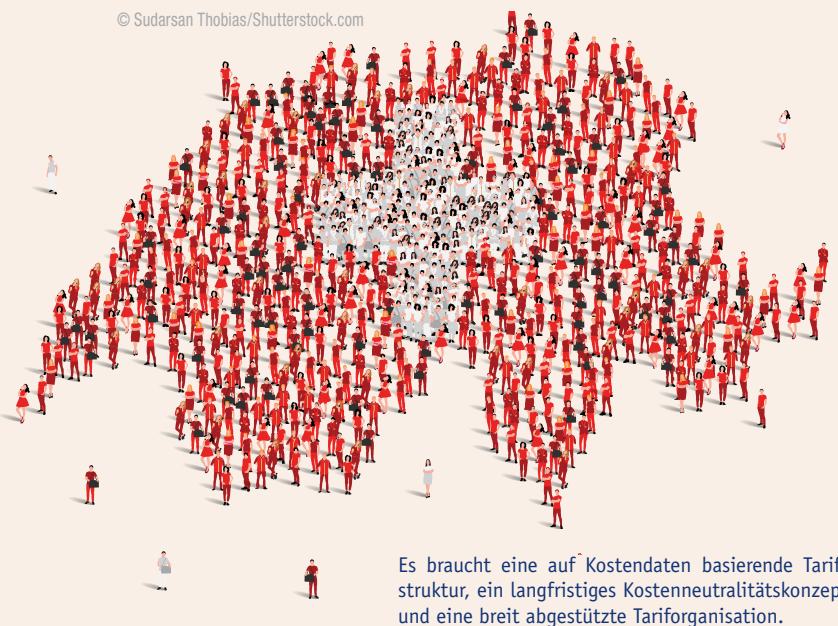 © Sudarsan Thobias/Shutterstock.com
Es braucht eine auf Kostendaten basierende Tarif
struktur, ein langfristiges Kostenneutralitätskonzep
und eine breit abgestützte Tariforganisation.